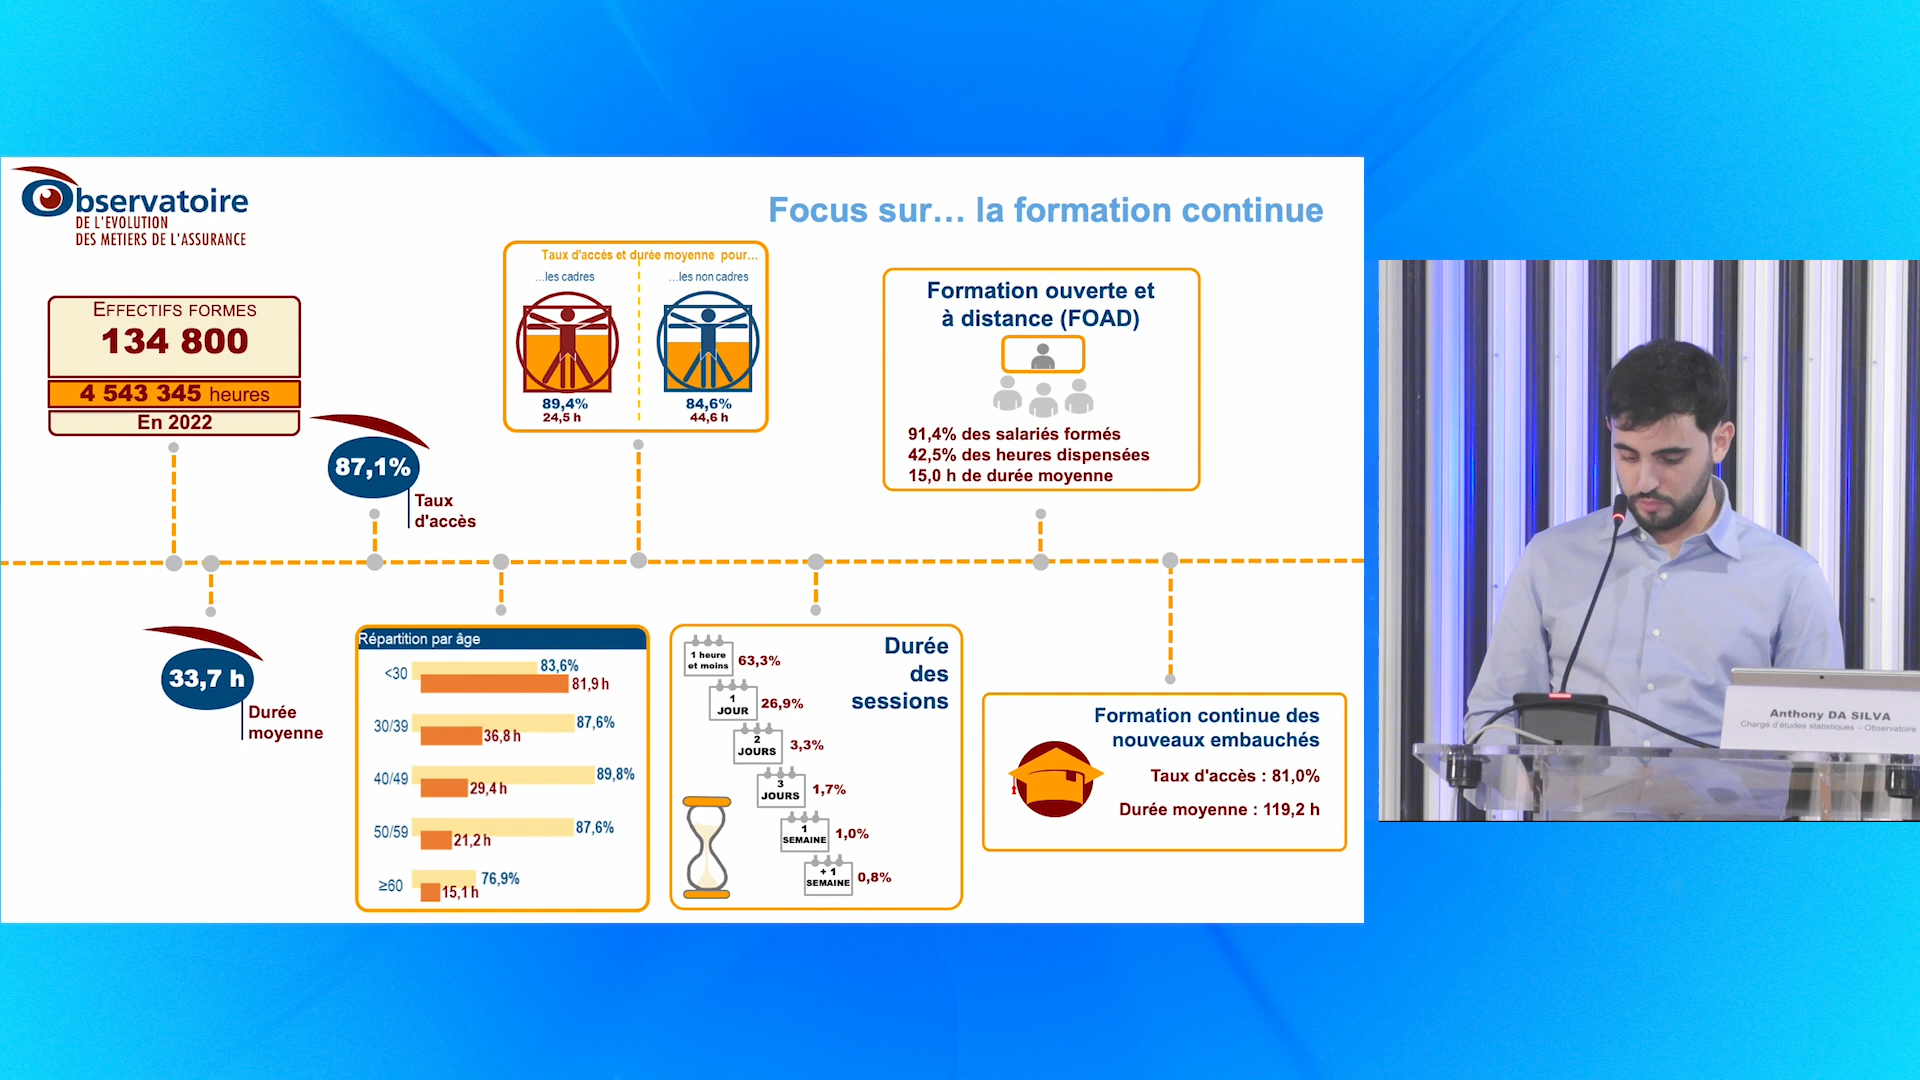 Observatoire
DE L'EVOLUTION
DES METIERS DE L'ASSURANCE
Focus sur... la formation continue
EFFECTIFS FORMES
134 800
4 543 345 heures
En 2022
87,1%
Taux
d'accès
33,7 h
Durée
moyenne
Taux d'accès et durée moyenne pour...
...les cadres
...les non cadres
89,4%
24,5 h
84,6%
44,6 h
Répartition par âge
<30
83,6%
81,9 h
30/39
87,6%
36,8 h
40/49
89,8%
29,4 h
50/59
87,6%
21,2 h
≥60
76,9%
15,1 h
Durée
des
sessions
1 heure
et moins
63,3%
1
JOUR
26,9%
2
JOURS
3,3%
3
JOURS
1,7%
1
SEMAINE
1,0%
+ 1
SEMAINE
0,8%
Formation ouverte et
à distance (FOAD)
91,4% des salariés formés
42,5% des heures dispensées
15,0 h de durée moyenne
Formation continue des
nouveaux embauchés
Taux d'accès : 81,0%
Durée moyenne : 119,2 h
Anthony DA SILVA
Chargé d'études statistiques – Observatoire